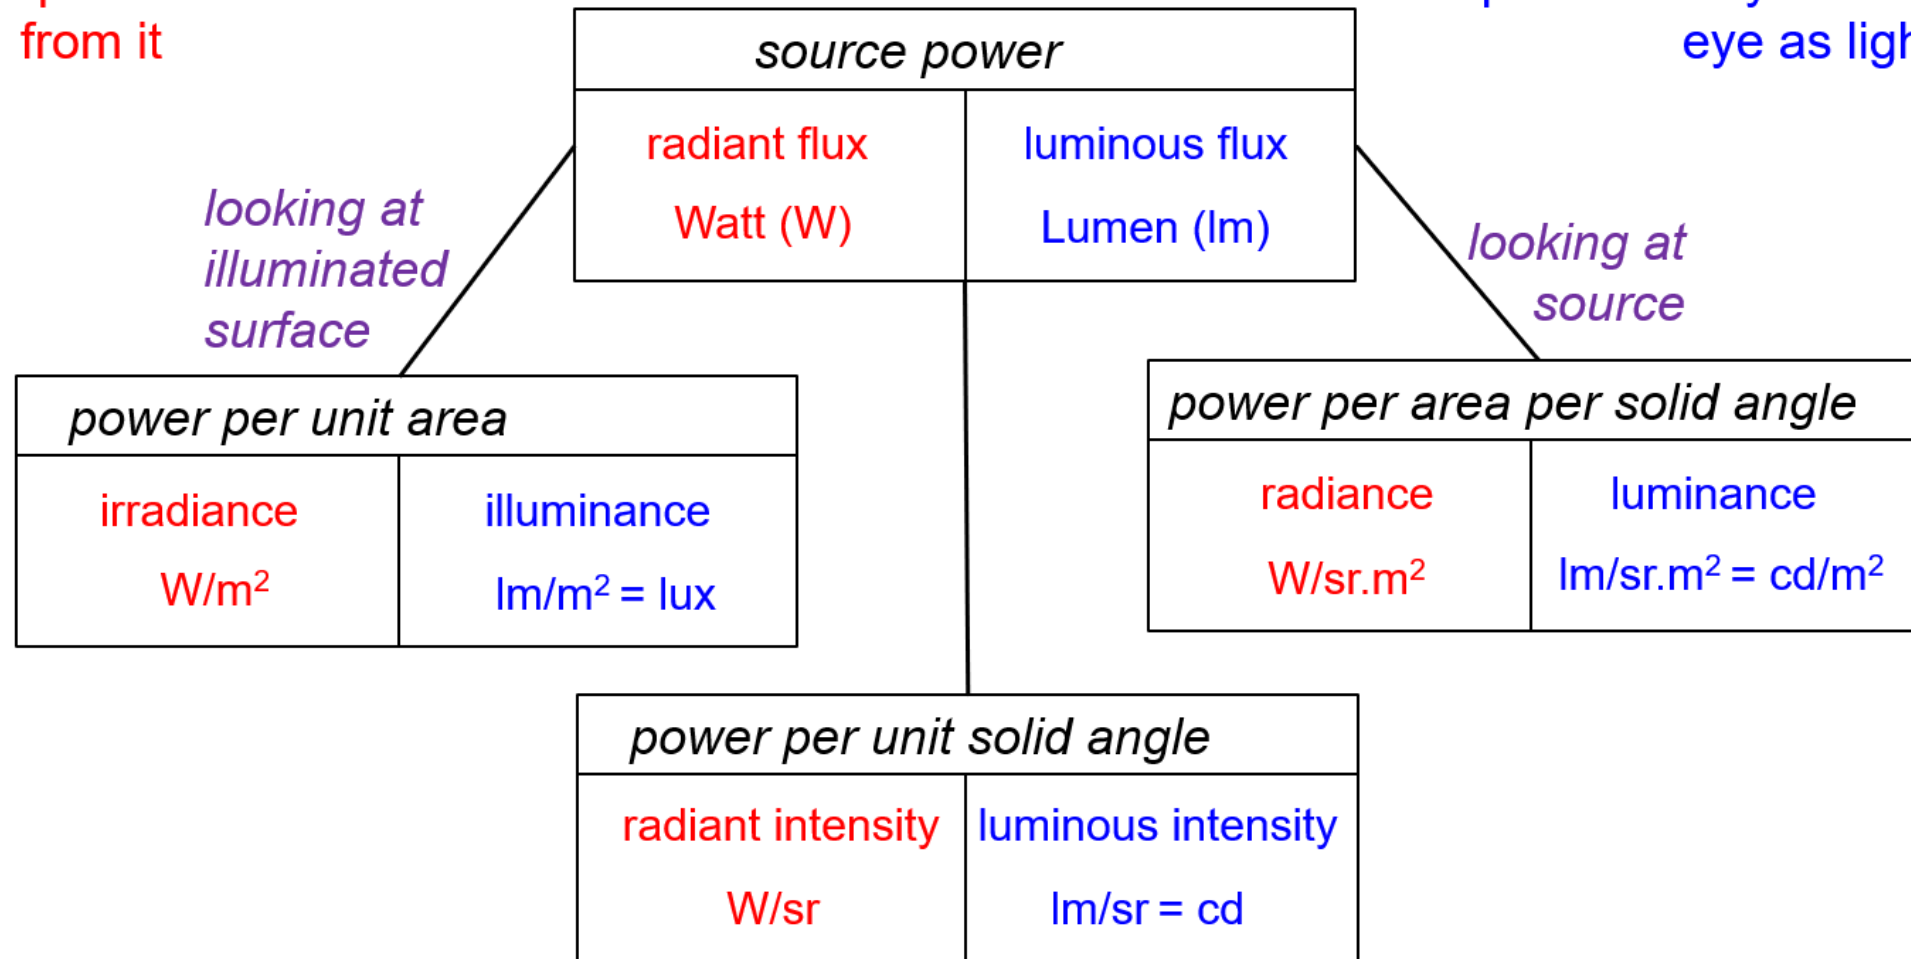 from it
eye as
source power
radiant flux
luminous flux
Watt (W)
Lumen (lm)
looking at
illuminated
surface
looking at
source
power per unit area
irradiance
illuminance
W/m²
lm/m² = lux
power per area per solid angle
radiance
luminance
W/sr.m²
lm/sr.m² = cd/m²
power per unit solid angle
radiant intensity
luminous intensity
W/sr
lm/sr = cd